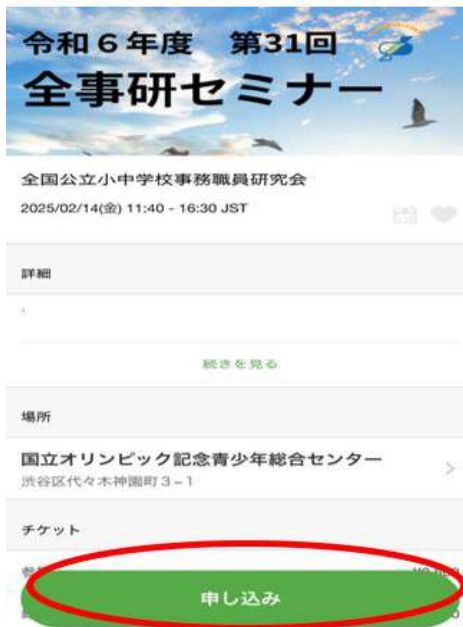 令和６年度　第31回
全事研セミナー
全国公立小中学校事務職員研究会
2025/02/14(金) 11:40 - 16:30 JST
詳細
続きを見る
場所
国立オリンピック記念青少年総合センター
渋谷区代々木神園町３−１
チケット
申し込み